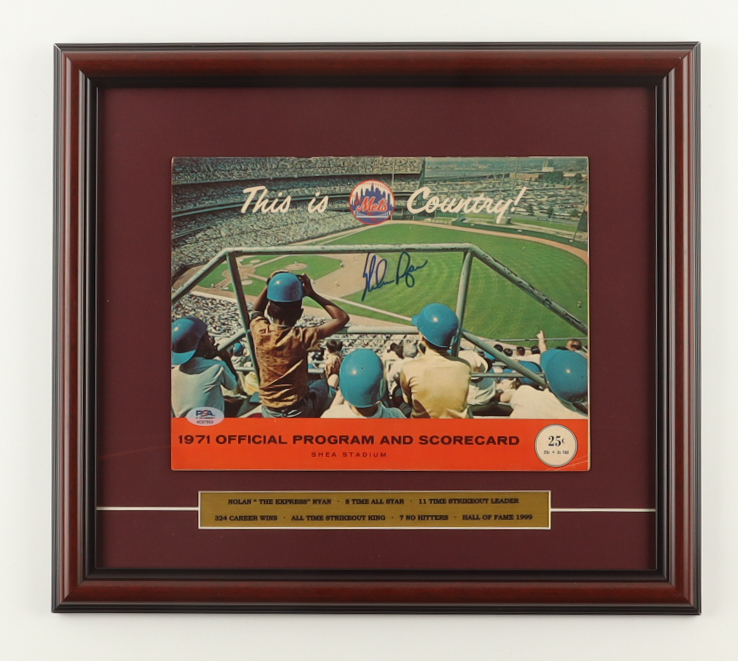 This is Mets Country!
Nolan Ryan
PSA
1971 OFFICIAL PROGRAM AND SCORECARD
SHEA STADIUM
25¢
NOLAN " THE EXPRESS" RYAN - 8 TIME ALL STAR - 11 TIME STRIKEOUT LEADER
324 CAREER WINS - ALL TIME STRIKEOUT KING - 7 NO HITTERS - HALL OF FAME 1999